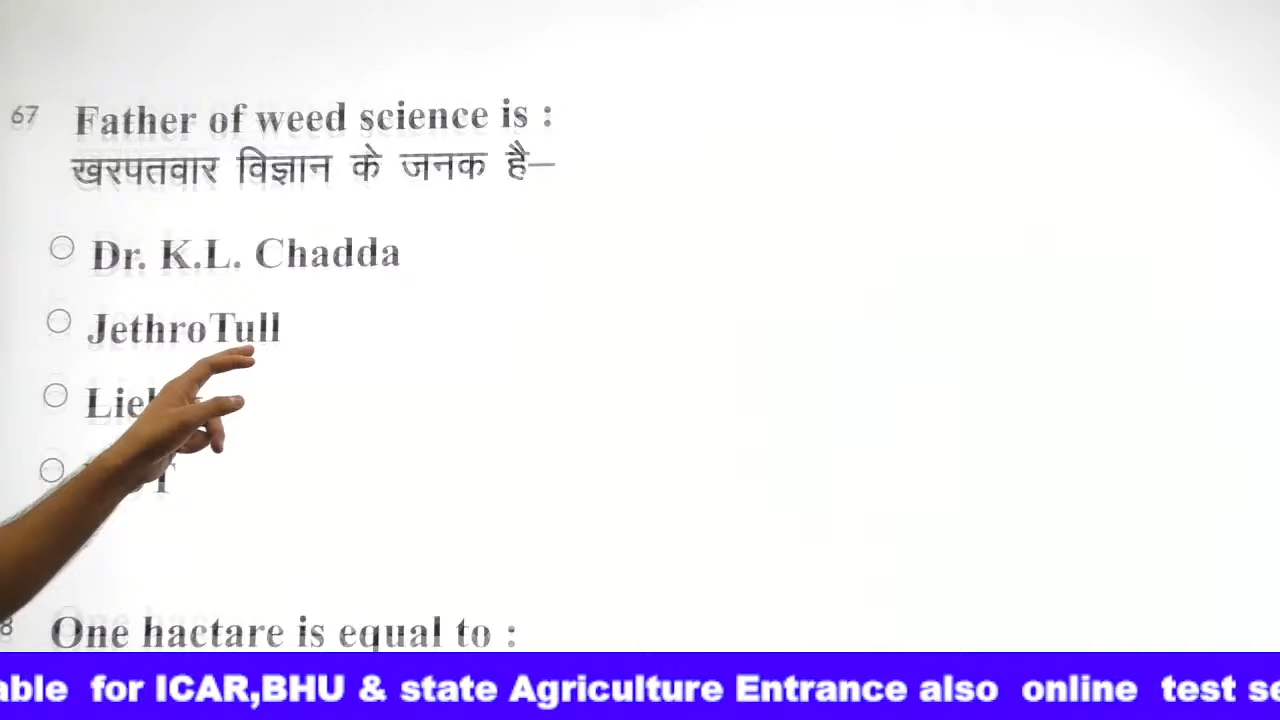 67 Father of weed science is :
खरपतवार विज्ञान के जनक है–
Dr. K.L. Chadda
JethroTull
One hactare is equal to :
able for ICAR,BHU & state Agriculture Entrance also online test se